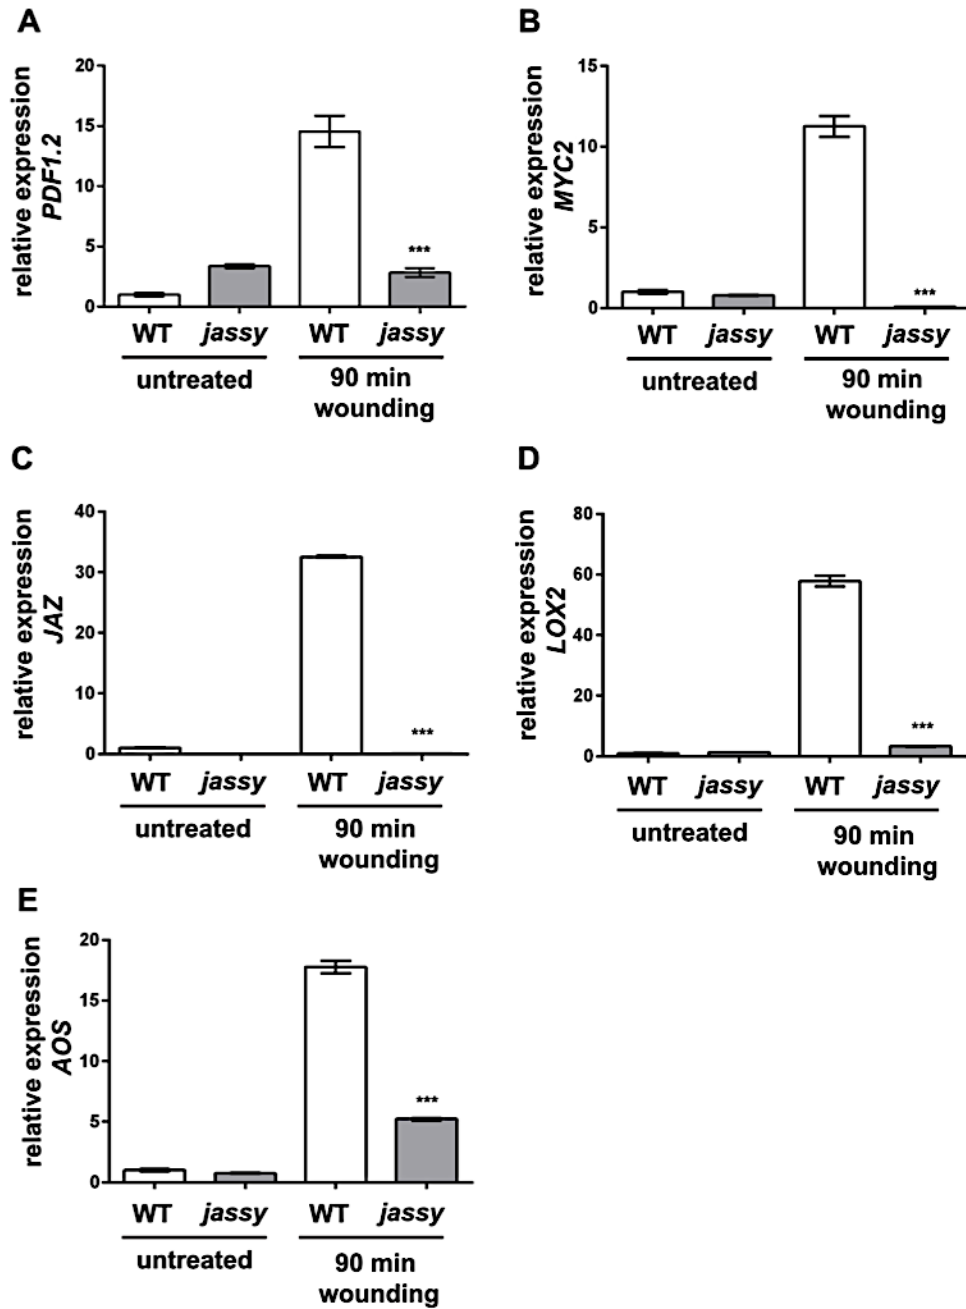 A
relative expression
PDF1.2
20
15
10
5
0
***
WT jassy WT jassy
untreated 90 min
wounding
B
relative expression
MYC2
15
10
5
0
***
WT jassy WT jassy
untreated 90 min
wounding
C
relative expression
JAZ
40
30
20
10
0
***
WT jassy WT jassy
untreated 90 min
wounding
D
relative expression
LOX2
80
60
40
20
0
***
WT jassy WT jassy
untreated 90 min
wounding
E
relative expression
AOS
20
15
10
5
0
***
WT jassy WT jassy
untreated 90 min
wounding